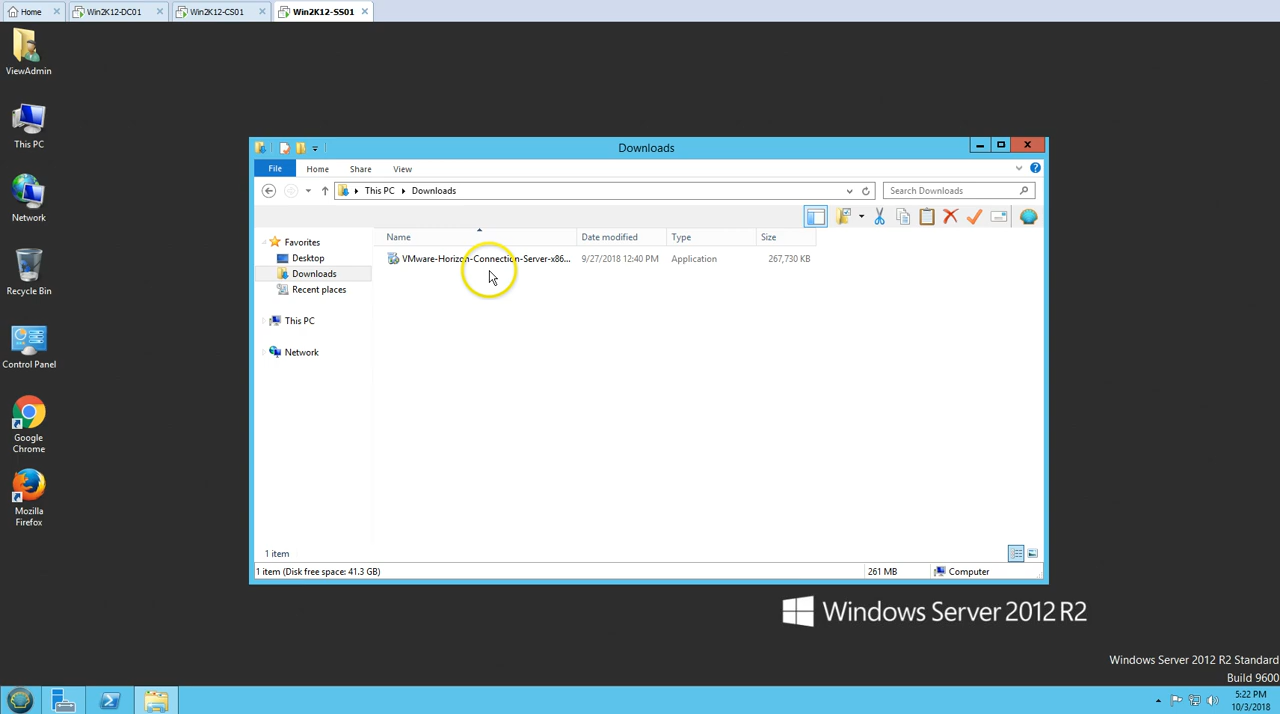 Home
Win2K12-DC01
Win2K12-CS01
Win2K12-SS01
ViewAdmin
This PC
Network
Recycle Bin
Control Panel
Google
Chrome
Mozilla
Firefox
Downloads
File
Home
Share
View
This PC
Downloads
Search Downloads
Favorites
Desktop
Downloads
Recent places
This PC
Network
Name
Date modified
Type
Size
VMware-Horizon-Connection-Server-x86...
9/27/2018 12:40 PM
Application
267,730 KB
1 item
1 item (Disk free space: 41.3 GB)
261 MB
Computer
Windows Server 2012 R2
Windows Server 2012 R2 Standard
Build 9600
5:22 PM
10/3/2018